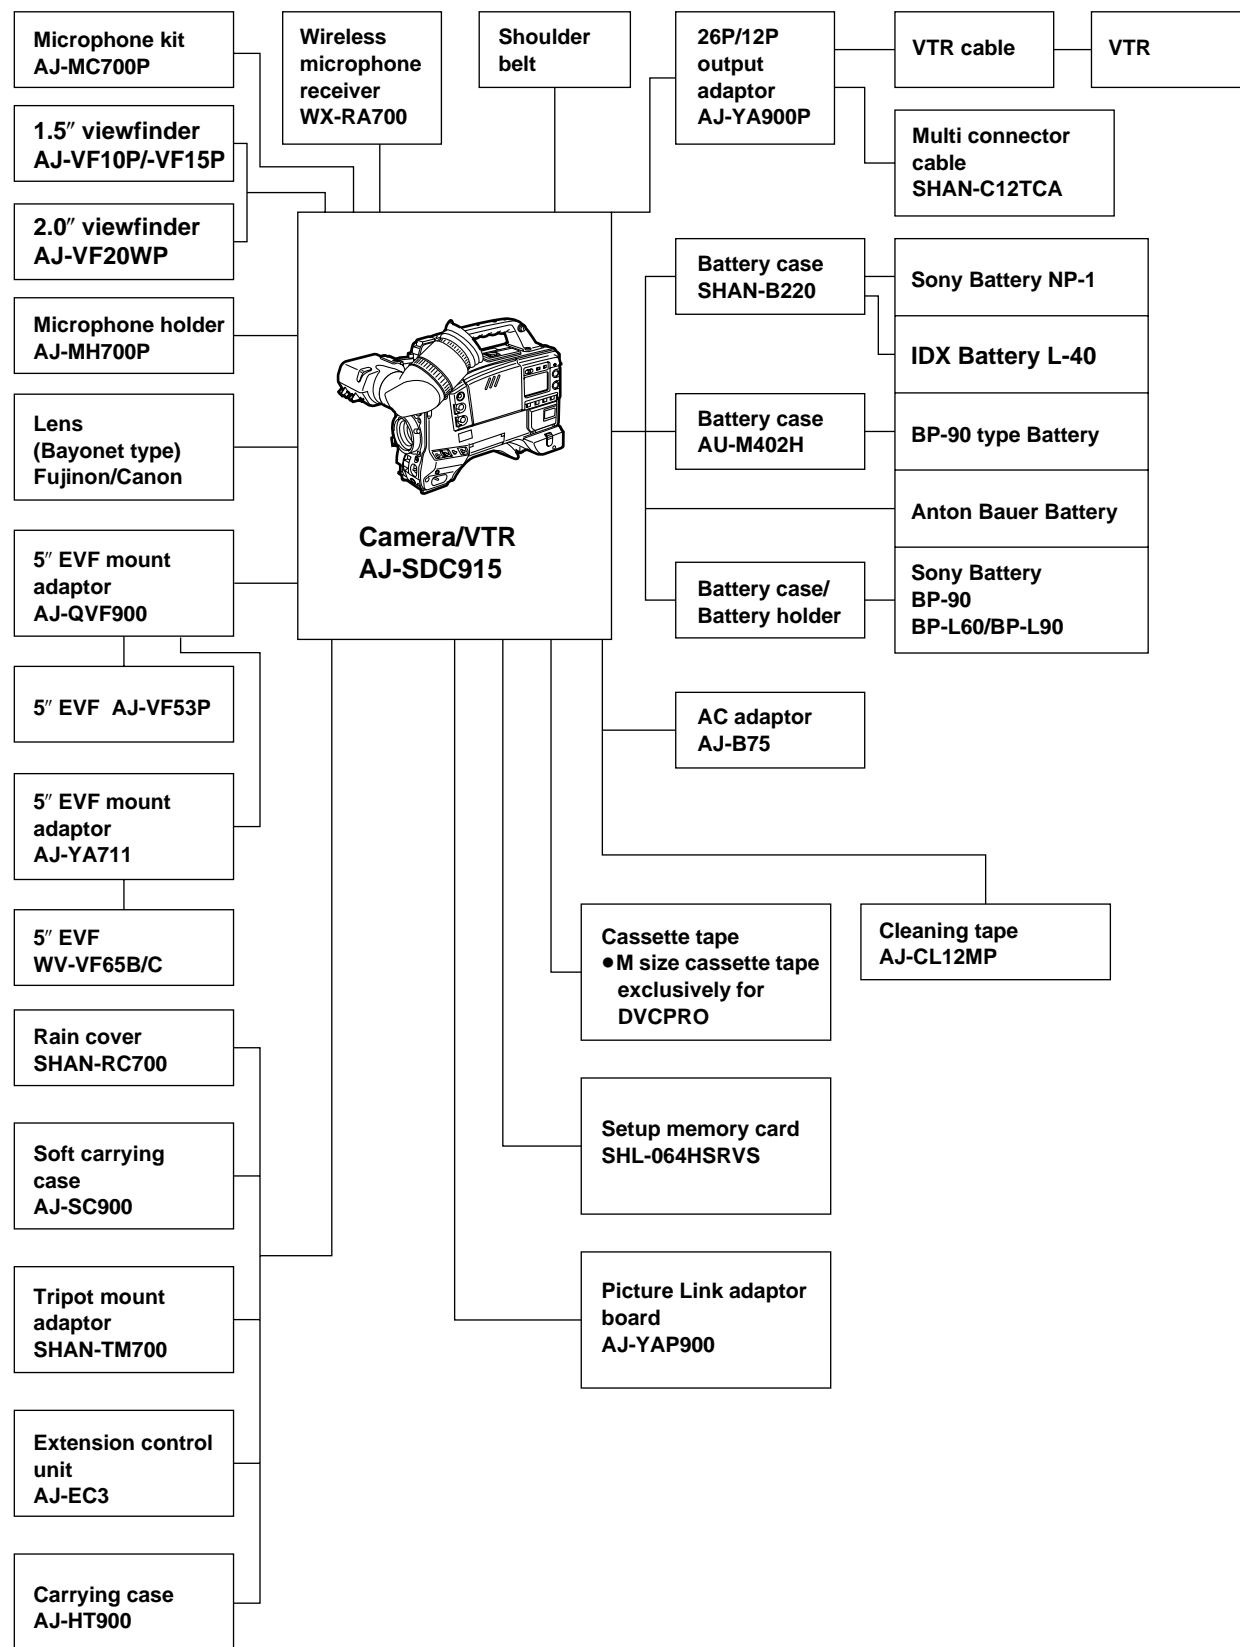 Microphone kit
AJ-MC700P
Wireless
microphone
receiver
WX-RA700
Shoulder
belt
26P/12P
output
adaptor
AJ-YA900P
VTR cable
VTR
1.5″ viewfinder
AJ-VF10P/-VF15P
Multi connector
cable
SHAN-C12TCA
2.0″ viewfinder
AJ-VF20WP
Battery case
SHAN-B220
Sony Battery NP-1
Microphone holder
AJ-MH700P
IDX Battery L-40
Lens
(Bayonet type)
Fujinon/Canon
Battery case
AU-M402H
BP-90 type Battery
Anton Bauer Battery
Camera/VTR
AJ-SDC915
5″ EVF mount
adaptor
AJ-QVF900
Battery case/
Battery holder
Sony Battery
BP-90
BP-L60/BP-L90
5″ EVF  AJ-VF53P
AC adaptor
AJ-B75
5″ EVF mount
adaptor
AJ-YA711
5″ EVF
WV-VF65B/C
Cassette tape
●M size cassette tape
exclusively for
DVCPRO
Cleaning tape
AJ-CL12MP
Rain cover
SHAN-RC700
Setup memory card
SHL-064HSRVS
Soft carrying
case
AJ-SC900
Picture Link adaptor
board
AJ-YAP900
Tripot mount
adaptor
SHAN-TM700
Extension control
unit
AJ-EC3
Carrying case
AJ-HT900